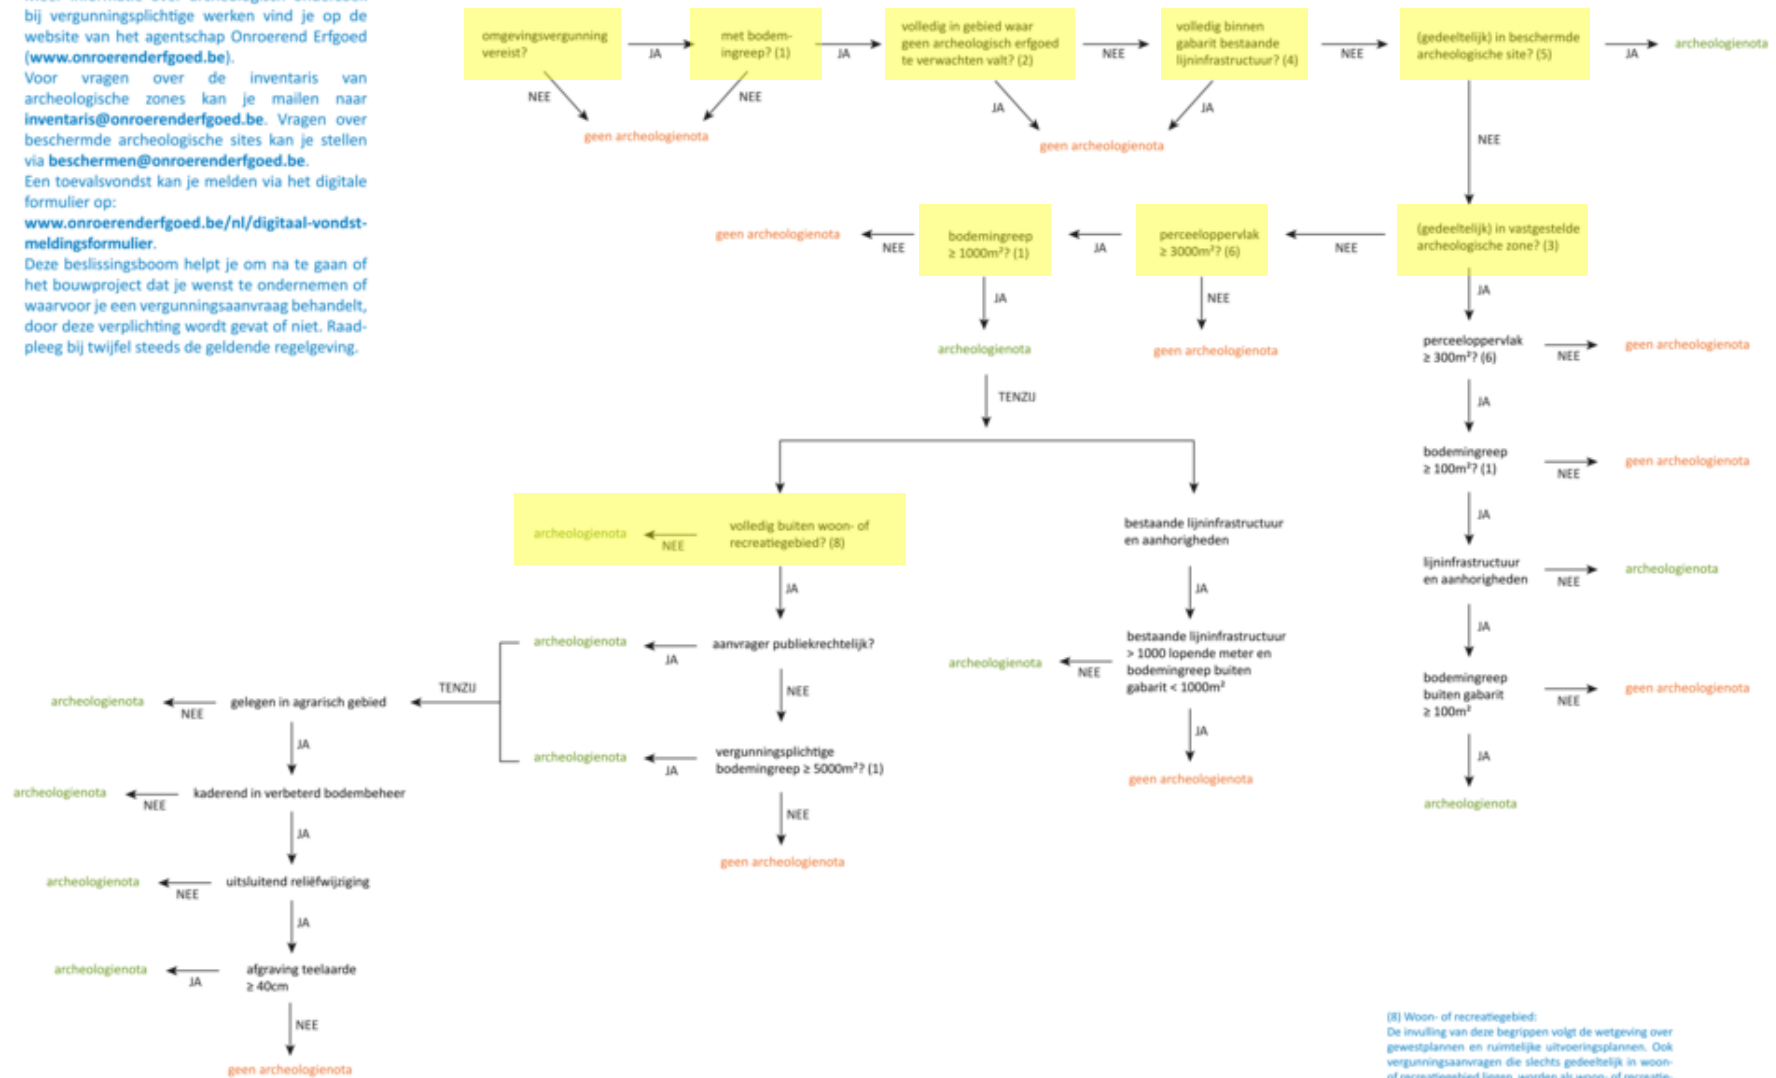 bij vergunningsplichtige werken vind je op de
website van het agentschap Onroerend Erfgoed
(www.onroerenderfgoed.be).
Voor vragen over de inventaris van
archeologische zones kan je mailen naar
inventaris@onroerenderfgoed.be. Vragen over
beschermde archeologische sites kan je stellen
via beschermen@onroerenderfgoed.be.
Een toevalsvondst kan je melden via het digitale
formulier op:
www.onroerenderfgoed.be/nl/digitaal-vondst-
meldingsformulier.
Deze beslissingsboom helpt je om na te gaan of
het bouwproject dat je wenst te ondernemen of
waarvoor je een vergunningsaanvraag behandelt,
door deze verplichting wordt gevat of niet. Raad-
pleeg bij twijfel steeds de geldende regelgeving.
omgevingsvergunning
vereist?
JA
NEE
met bodem-
ingreep? (1)
JA
NEE
geen archeologienota
volledig in gebied waar
geen archeologisch erfgoed
te verwachten valt? (2)
NEE
JA
volledig binnen
gabarit bestaande
lijninfrastructuur? (4)
NEE
JA
geen archeologienota
(gedeeltelijk) in beschermde
archeologische site? (5)
JA
archeologienota
NEE
(gedeeltelijk) in vastgestelde
archeologische zone? (3)
NEE
perceeloppervlak
≥ 3000m²? (6)
JA
bodemingreep
≥ 1000m²? (1)
NEE
geen archeologienota
JA
archeologienota
NEE
geen archeologienota
JA
perceeloppervlak
≥ 300m²? (6)
NEE
geen archeologienota
JA
bodemingreep
≥ 100m²? (1)
NEE
geen archeologienota
JA
lijninfrastructuur
en aanhorigheden
NEE
archeologienota
JA
bodemingreep
buiten gabarit
≥ 100m²
NEE
geen archeologienota
JA
archeologienota
TENZIJ
volledig buiten woon- of
recreatiegebied? (8)
NEE
archeologienota
JA
aanvrager publiekrechtelijk?
JA
archeologienota
NEE
vergunningsplichtige
bodemingreep ≥ 5000m²? (1)
JA
archeologienota
NEE
geen archeologienota
bestaande lijninfrastructuur
en aanhorigheden
JA
bestaande lijninfrastructuur
> 1000 lopende meter en
bodemingreep buiten
gabarit < 1000m²
NEE
archeologienota
JA
geen archeologienota
TENZIJ
gelegen in agrarisch gebied
NEE
archeologienota
JA
kaderend in verbeterd bodembeheer
NEE
archeologienota
JA
uitsluitend reliëfwijziging
NEE
archeologienota
JA
afgraving teelaarde
≥ 40cm
JA
archeologienota
NEE
geen archeologienota
(8) Woon- of recreatiegebied:
De invulling van deze begrippen volgt de wetgeving over
gewestplannen en ruimtelijke uitvoeringsplannen. Ook
vergunningsaanvragen die slechts gedeeltelijk in woon-